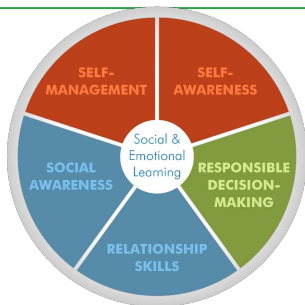 SELF-
MANAGEMENT
SELF-
AWARENESS
Social &
Emotional
Learning
SOCIAL
AWARENESS
RESPONSIBLE
DECISION-
MAKING
RELATIONSHIP
SKILLS